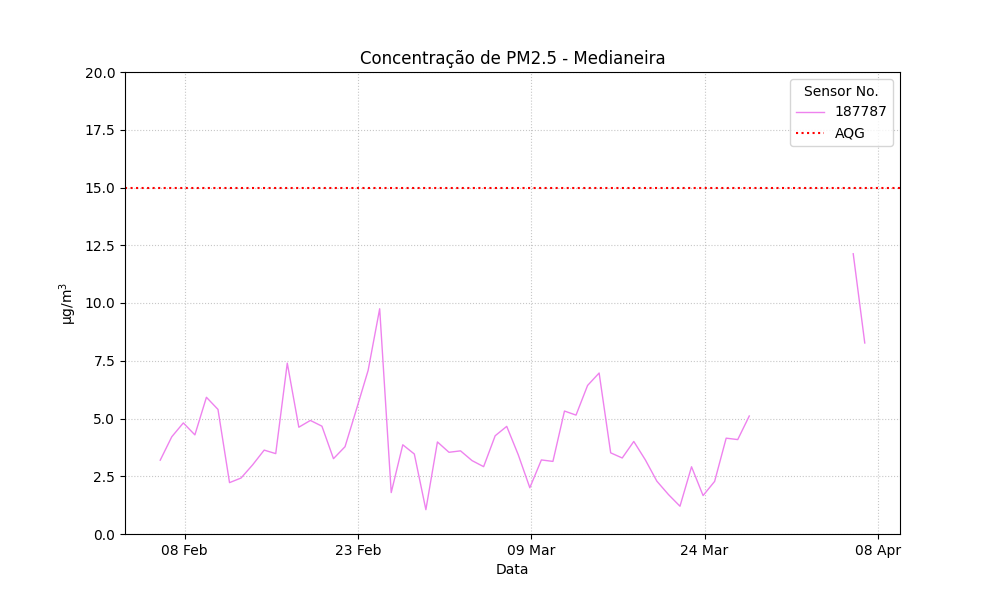 Concentração de PM2.5 - Medianeira
20.0
17.5
15.0
12.5
10.0
7.5
5.0
2.5
0.0
µg/m³
Sensor No.
187787
AQG
08 Feb
23 Feb
09 Mar
24 Mar
08 Apr
Data